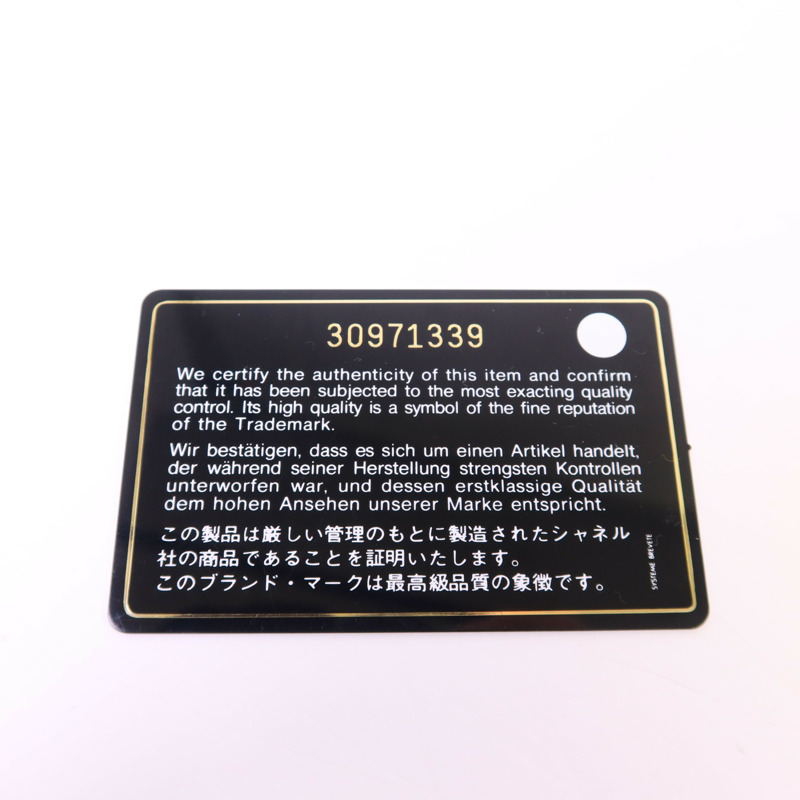 30971339
We certify the authenticity of this item and confirm
that it has been subjected to the most exacting quality
control. Its high quality is a symbol of the fine reputation
of the Trademark.
Wir bestätigen, dass es sich um einen Artikel handelt,
der während seiner Herstellung strengsten Kontrollen
unterworfen war, und dessen erstklassige Qualität
dem hohen Ansehen unserer Marke entspricht.
この製品は厳しい管理のもとに製造されたシャネル
社の商品であることを証明いたします。
このブランド・マークは最高級品質の象徴です。
SYSTEME BREVETE